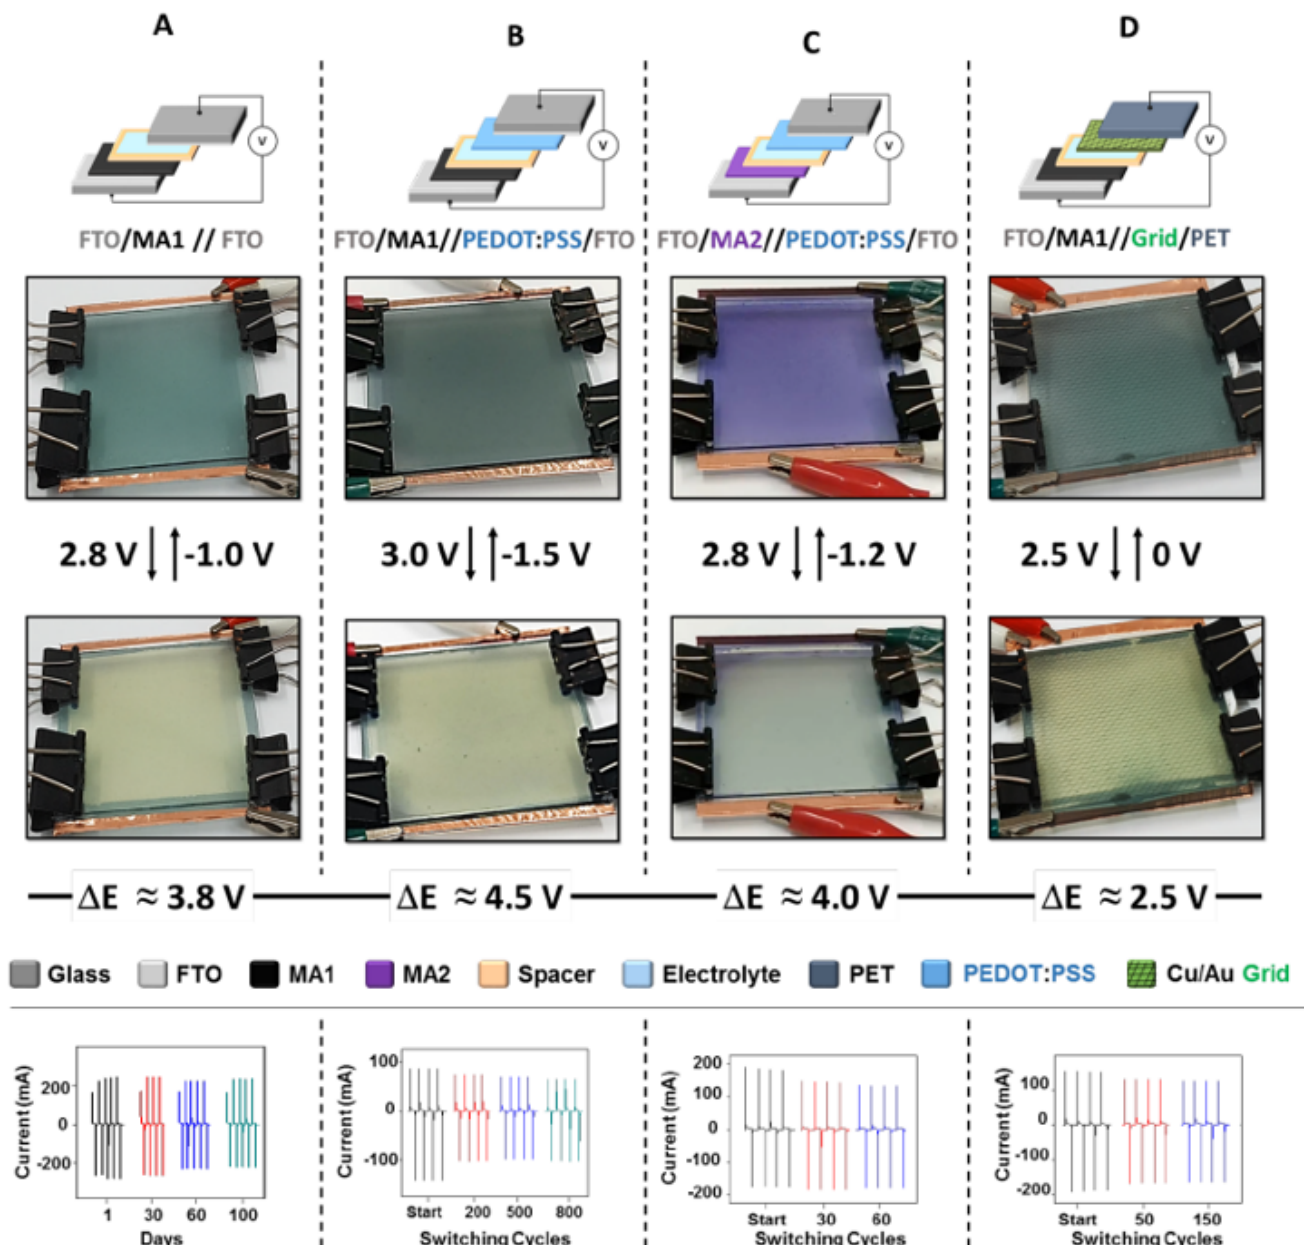 A
B
C
D
V
V
V
V
FTO/MA1 // FTO
FTO/MA1//PEDOT:PSS/FTO
FTO/MA2//PEDOT:PSS/FTO
FTO/MA1//Grid/PET
2.8 V -1.0 V
3.0 V -1.5 V
2.8 V -1.2 V
2.5 V 0 V
ΔE ≈ 3.8 V
ΔE ≈ 4.5 V
ΔE ≈ 4.0 V
ΔE ≈ 2.5 V
Glass FTO MA1 MA2 Spacer Electrolyte PET PEDOT:PSS Cu/Au Grid
Current (mA)
200
0
-200
1 30 60 100
Days
Current (mA)
100
0
-100
Start 200 500 800
Switching Cycles
Current (mA)
200
100
0
-100
-200
Start 30 60
Switching Cycles
Current (mA)
100
0
-100
-200
Start 50 150
Switching Cycles